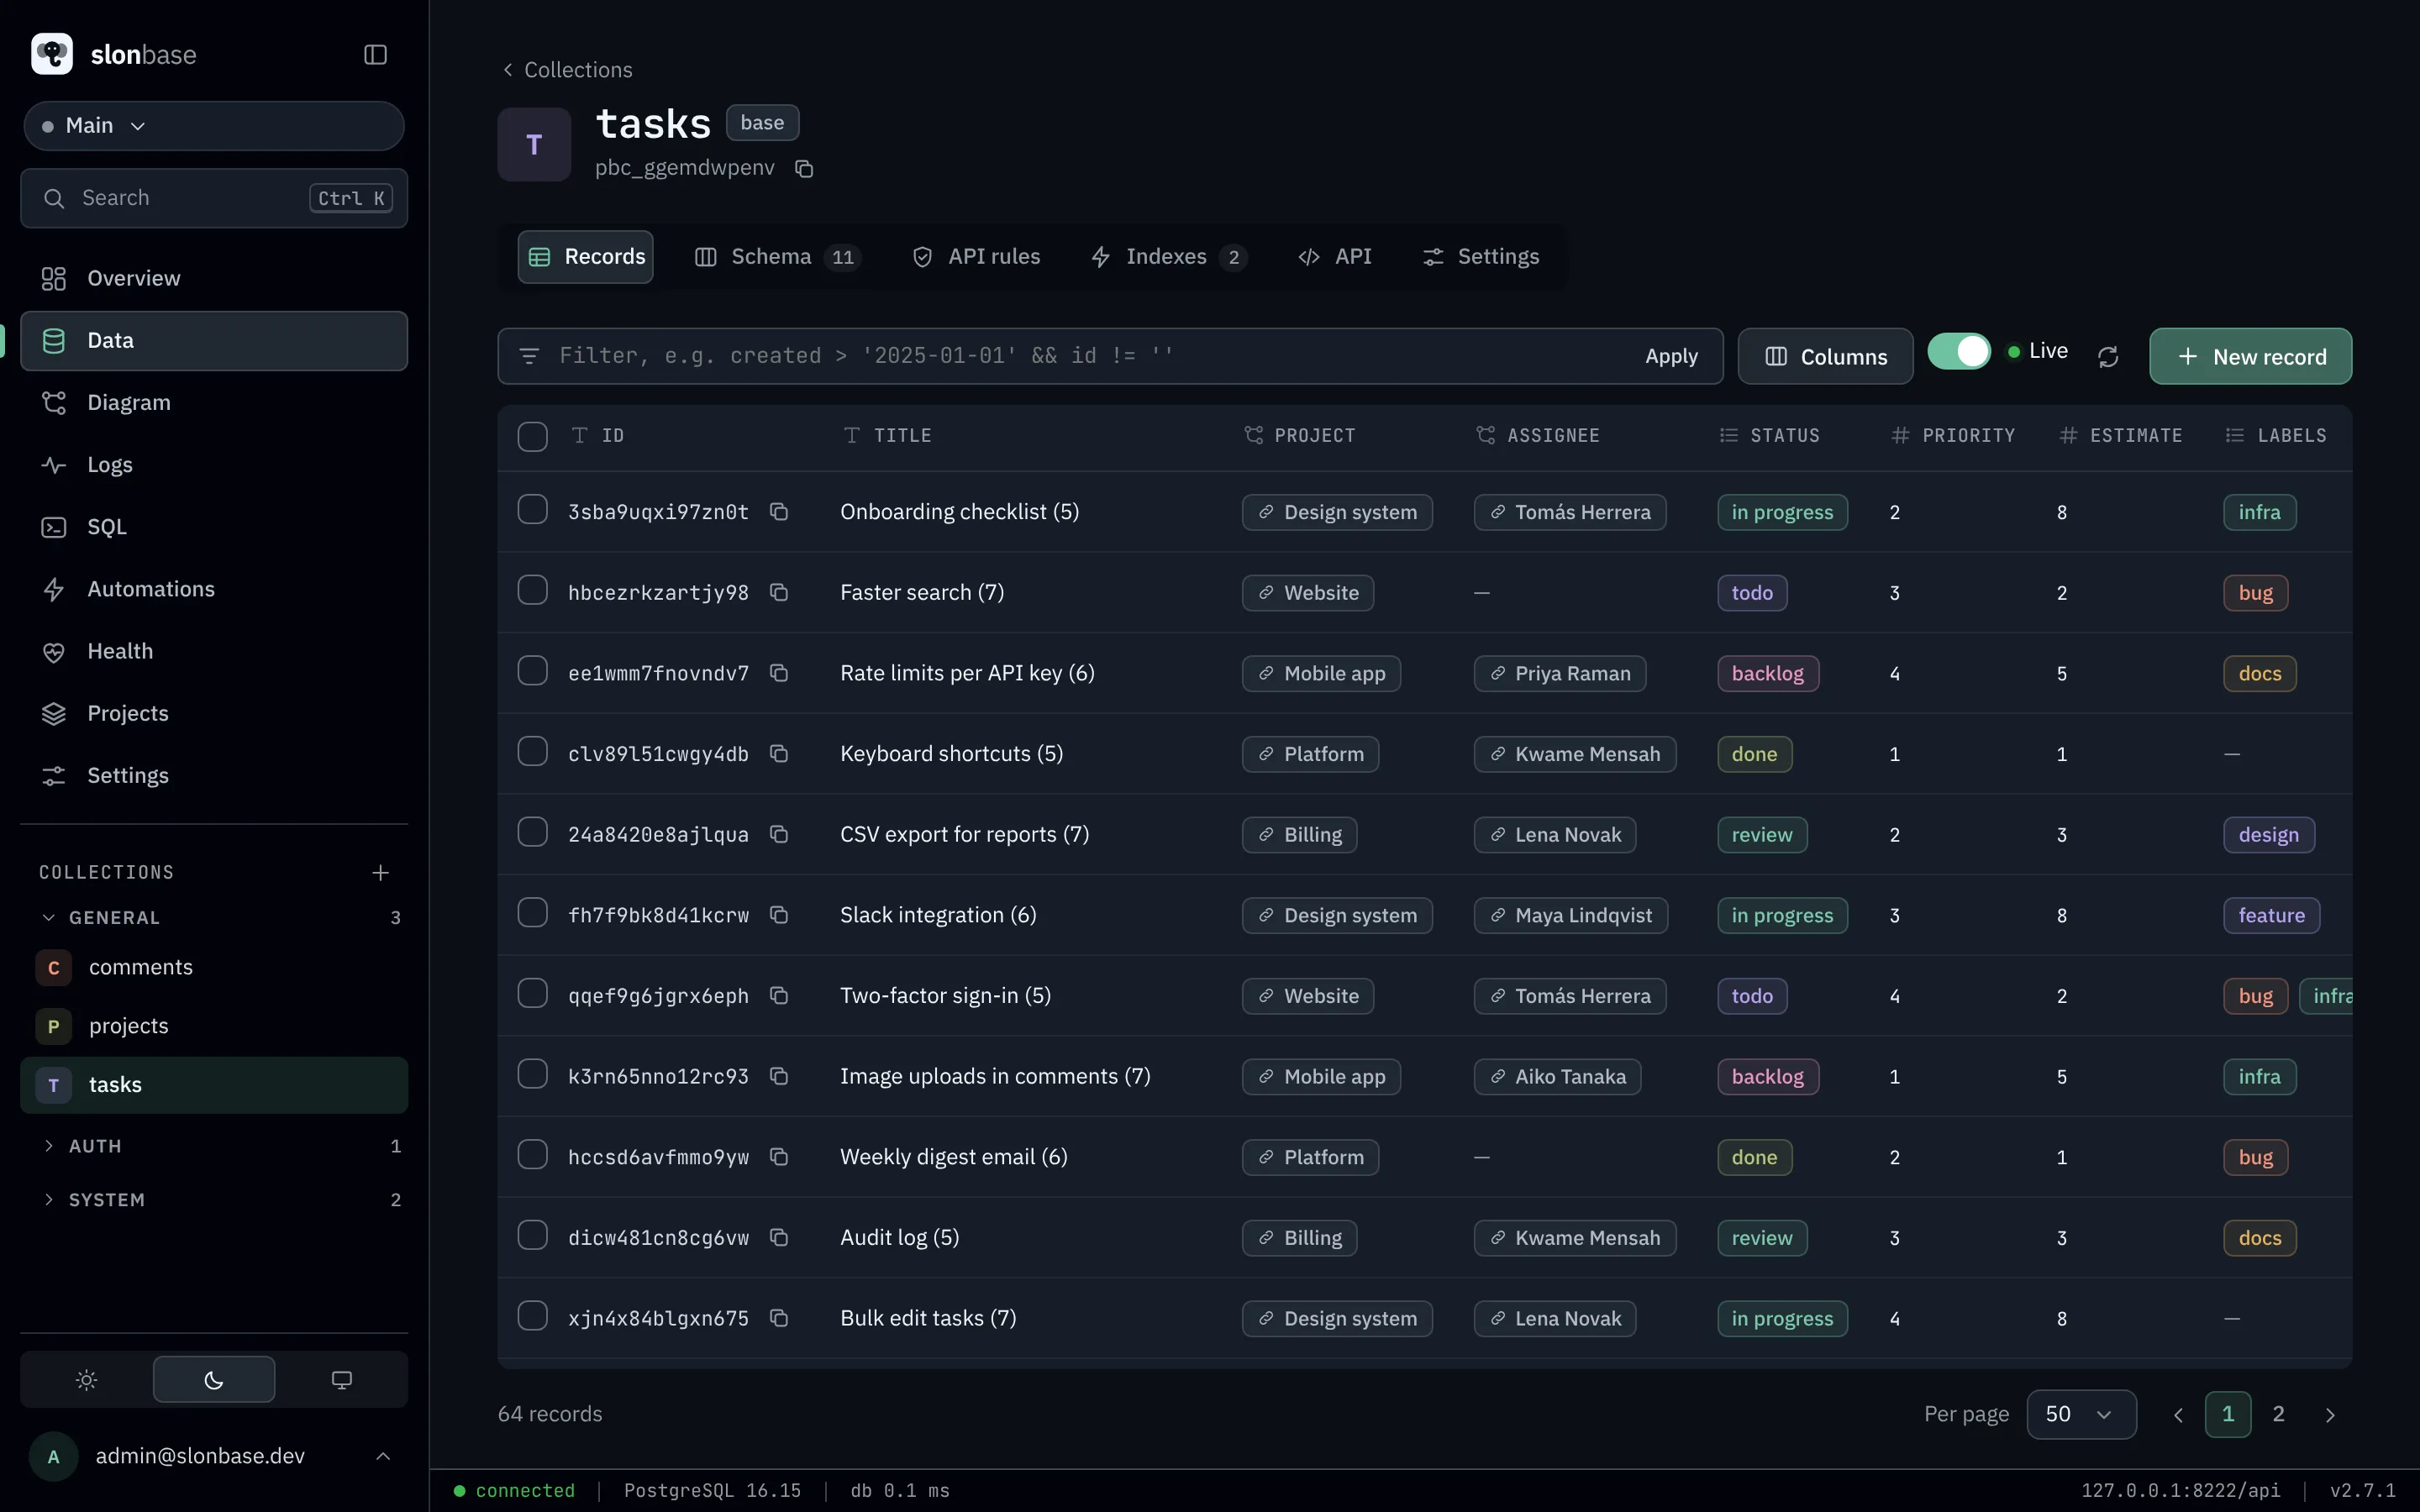 slonbase
Main
Search Ctrl K
Overview
Data
Diagram
Logs
SQL
Automations
Health
Projects
Settings
COLLECTIONS
GENERAL 3
C comments
P projects
T tasks
AUTH 1
SYSTEM 2
A admin@slonbase.dev
Collections
T tasks base
pbc_ggemdwpenv
Records Schema 11 API rules Indexes 2 API Settings
Filter, e.g. created > '2025-01-01' && id != '' Apply Columns Live New record
ID TITLE PROJECT ASSIGNEE STATUS PRIORITY ESTIMATE LABELS
3sba9uqxi97zn0t Onboarding checklist (5) Design system Tomás Herrera in progress 2 8 infra
hbcezrkzartjy98 Faster search (7) Website — todo 3 2 bug
ee1wmm7fnovndv7 Rate limits per API key (6) Mobile app Priya Raman backlog 4 5 docs
clv89l51cwgy4db Keyboard shortcuts (5) Platform Kwame Mensah done 1 1 —
24a8420e8ajlqua CSV export for reports (7) Billing Lena Novak review 2 3 design
fh7f9bk8d41kcrw Slack integration (6) Design system Maya Lindqvist in progress 3 8 feature
qqef9g6jgrx6eph Two-factor sign-in (5) Website Tomás Herrera todo 4 2 bug infra
k3rn65nno12rc93 Image uploads in comments (7) Mobile app Aiko Tanaka backlog 1 5 infra
hccsd6avfmmo9yw Weekly digest email (6) Platform — done 2 1 bug
dicw481cn8cg6vw Audit log (5) Billing Kwame Mensah review 3 3 docs
xjn4x84blgxn675 Bulk edit tasks (7) Design system Lena Novak in progress 4 8 —
64 records Per page 50 1 2
connected | PostgreSQL 16.15 | db 0.1 ms 127.0.0.1:8222/api | v2.7.1